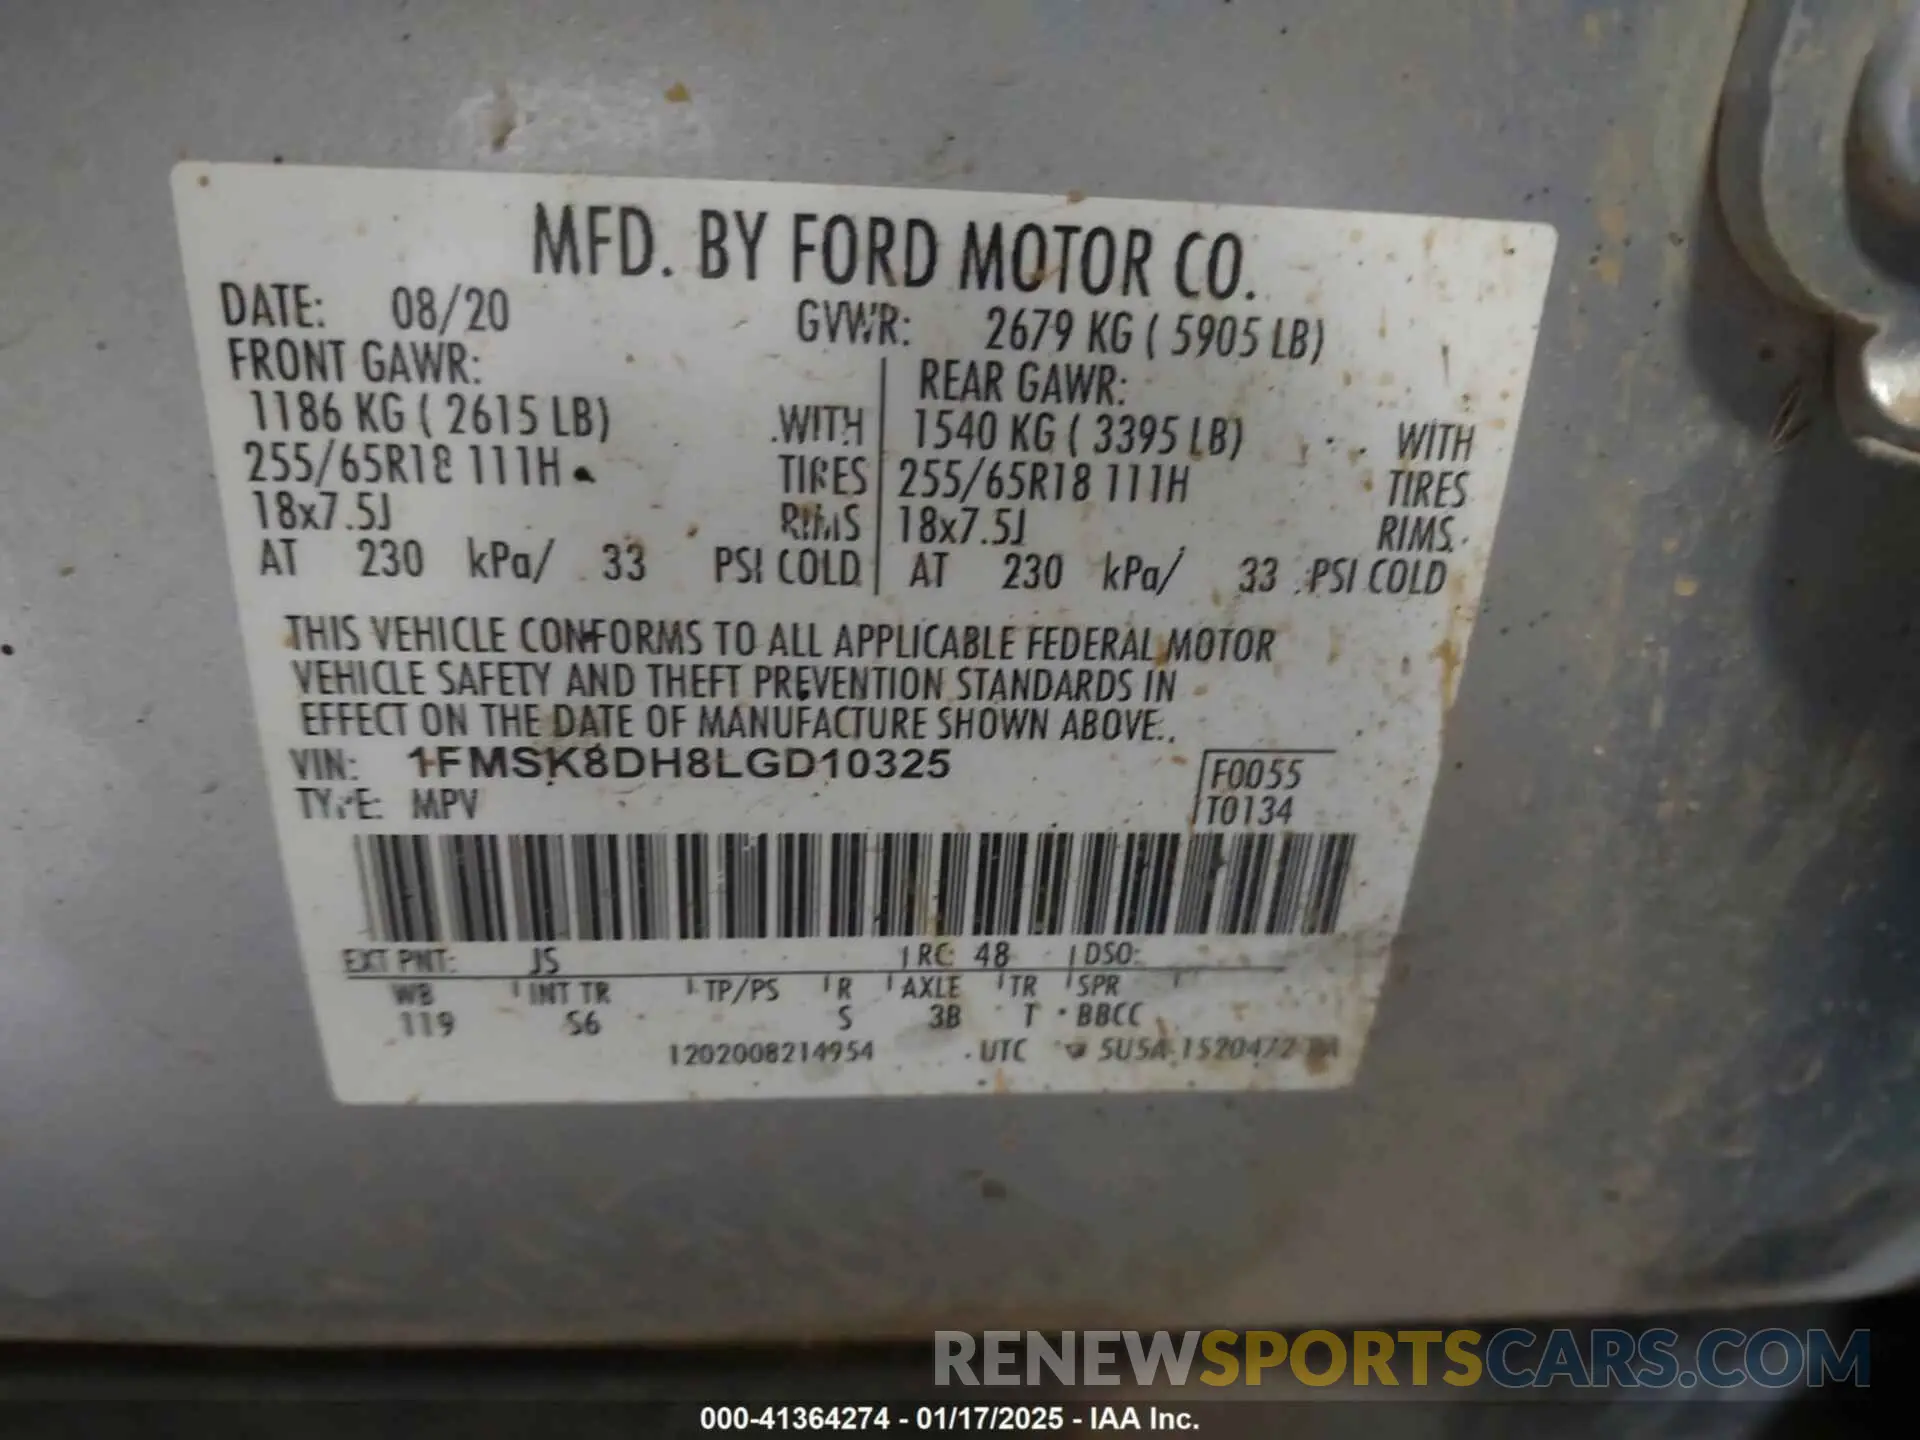 MFD. BY FORD MOTOR CO.
DATE: 08/20 GVWR: 2679 KG ( 5905 LB)
FRONT GAWR: REAR GAWR:
1186 KG ( 2615 LB) WITH 1540 KG ( 3395 LB) WITH
255/65R18 111H TIRES 255/65R18 111H TIRES
18x7.5J RIMS 18x7.5J RIMS
AT 230 kPa/ 33 PSI COLD AT 230 kPa/ 33 PSI COLD
THIS VEHICLE CONFORMS TO ALL APPLICABLE FEDERAL MOTOR
VEHICLE SAFETY AND THEFT PREVENTION STANDARDS IN
EFFECT ON THE DATE OF MANUFACTURE SHOWN ABOVE.
VIN: 1FMSK8DH8LGD10325 F0055
TYPE: MPV T0134
EXT PNT: JS RC: 48 DSO:
WB INT TR TP/PS R AXLE TR SPR
119 S6 S 3B T BBCC
1202008214954 UTC
RENEWSPORTSCARS.COM
000-41364274 - 01/17/2025 - IAA Inc.